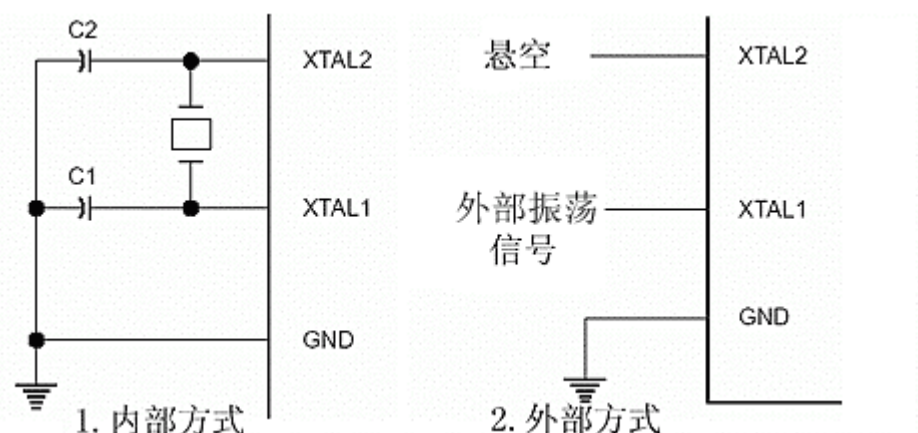 C2
XTAL2
C1
XTAL1
GND
1. 内部方式
悬空
XTAL2
外部振荡
信号
XTAL1
GND
2. 外部方式